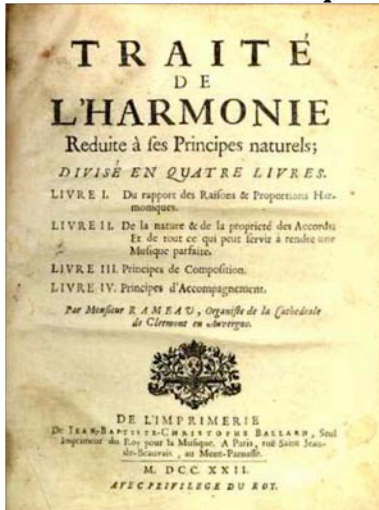 TRAITÉ
DE
L'HARMONIE
Reduite à ſes Principes naturels;
DIVISÉ EN QUATRE LIVRES.
LIVRE I. Du rapport des Raiſons & Proportions Har-
moniques.
LIVRE II. De la nature & de la proprieté des Accords;
Et de tout ce qui peut ſervir à rendre une
Muſique parfaite.
LIVRE III. Principes de Compoſition.
LIVRE IV. Principes d'Accompagnement.
Par Monſieur RAMEAU, Organiſte de la Cathedrale
de Clermont en Auvergne.
DE L'IMPRIMERIE
De JEAN-BAPTISTE-CHRISTOPHE BALLARD, Seul
Imprimeur du Roy pour la Muſique. A Paris, ruë Saint Jean-
de-Beauvais, au Mont-Parnaſſe.
M. DCC. XXII.
AVEC PRIVILEGE DU ROY.